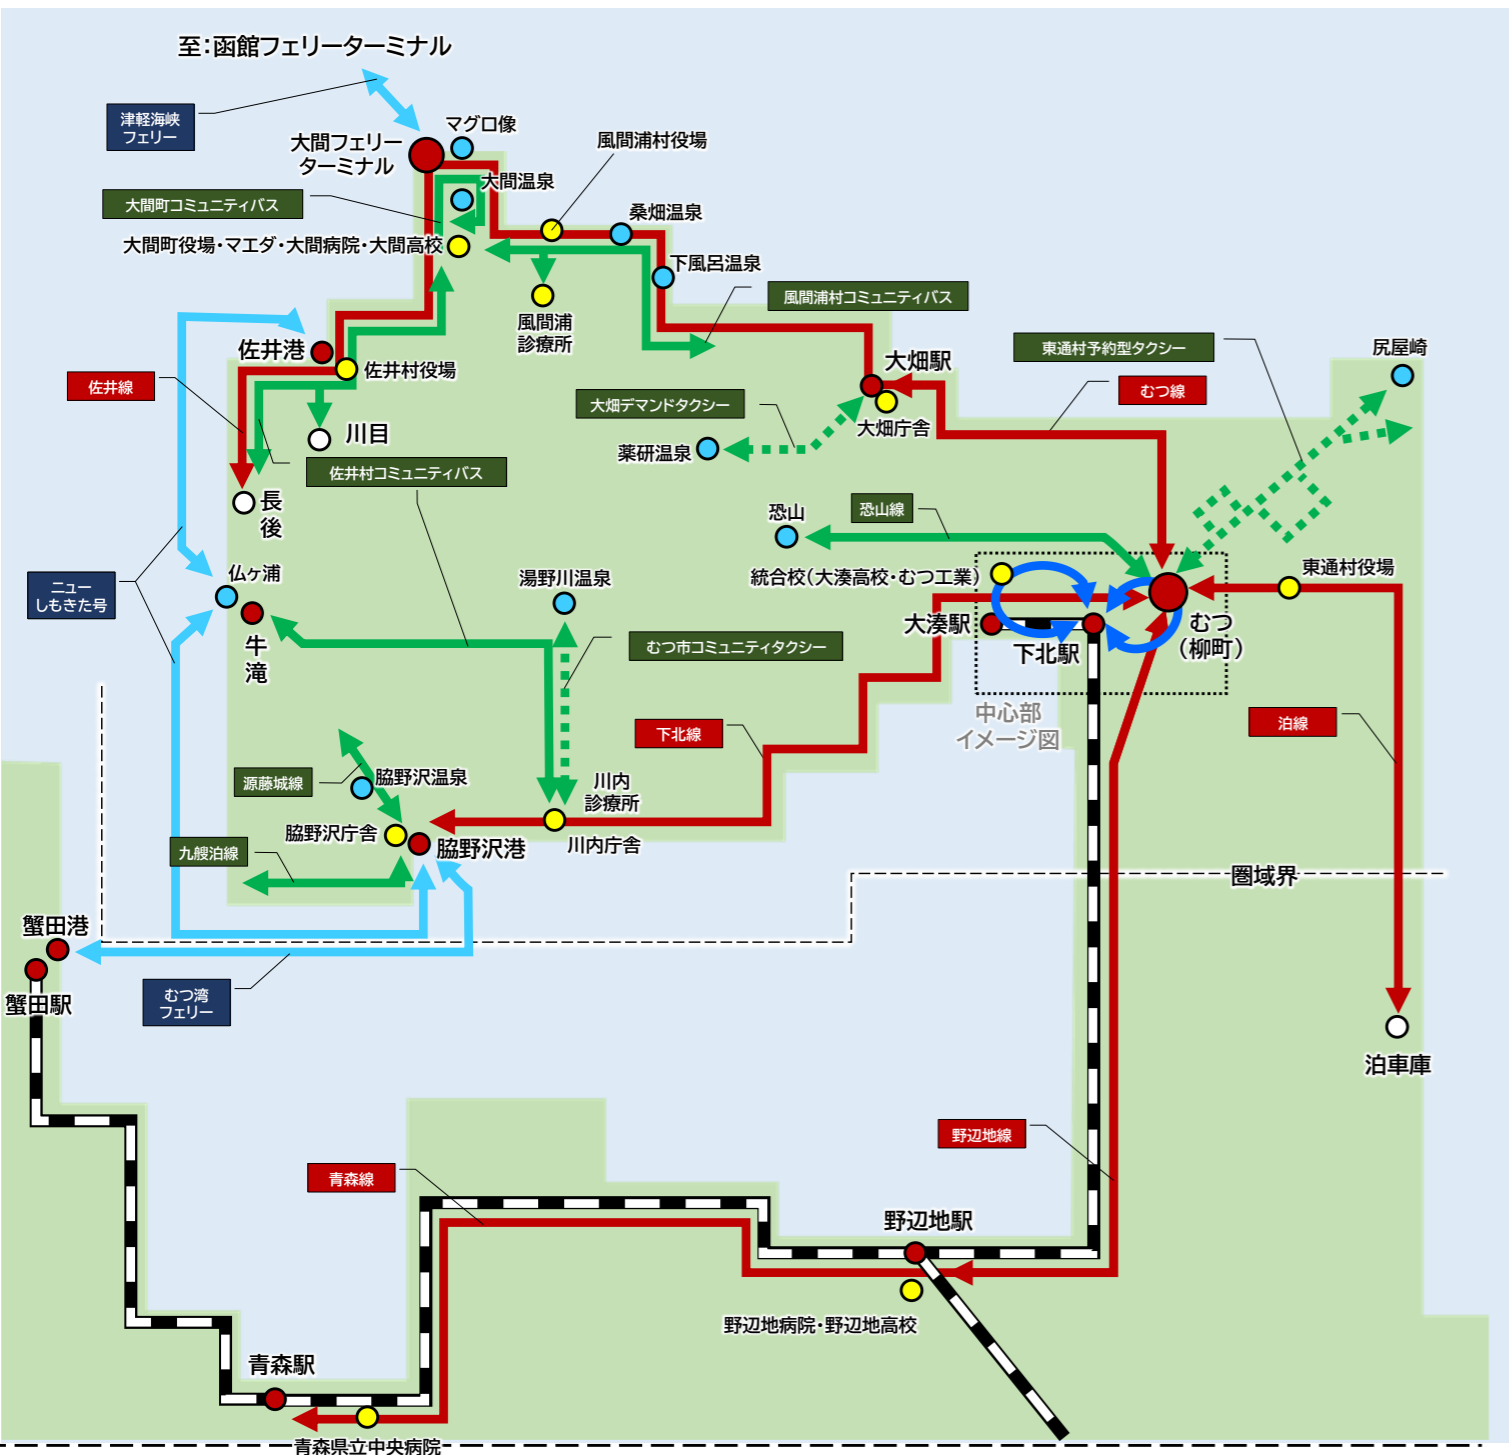 至:函館フェリーターミナル
津軽海峡
フェリー
マグロ像
大間フェリー
ターミナル
風間浦村役場
大間温泉
大間町コミュニティバス
桑畑温泉
大間町役場・マエダ・大間病院・大間高校
下風呂温泉
風間浦村コミュニティバス
風間浦
診療所
佐井港
佐井村役場
大畑駅
東通村予約型タクシー
尻屋崎
佐井線
むつ線
大畑デマンドタクシー
大畑庁舎
川目
薬研温泉
佐井村コミュニティバス
長
後
恐山
恐山線
仏ヶ浦
湯野川温泉
統合校(大湊高校・むつ工業)
東通村役場
ニュー
しもきた号
大湊駅
むつ
(柳町)
牛
滝
むつ市コミュニティタクシー
下北駅
中心部
イメージ図
下北線
泊線
源藤城線
脇野沢温泉
川内
診療所
脇野沢庁舎
脇野沢港
川内庁舎
九艘泊線
圏域界
蟹田港
蟹田駅
むつ湾
フェリー
泊車庫
野辺地線
青森線
野辺地駅
野辺地病院・野辺地高校
青森駅
青森県立中央病院